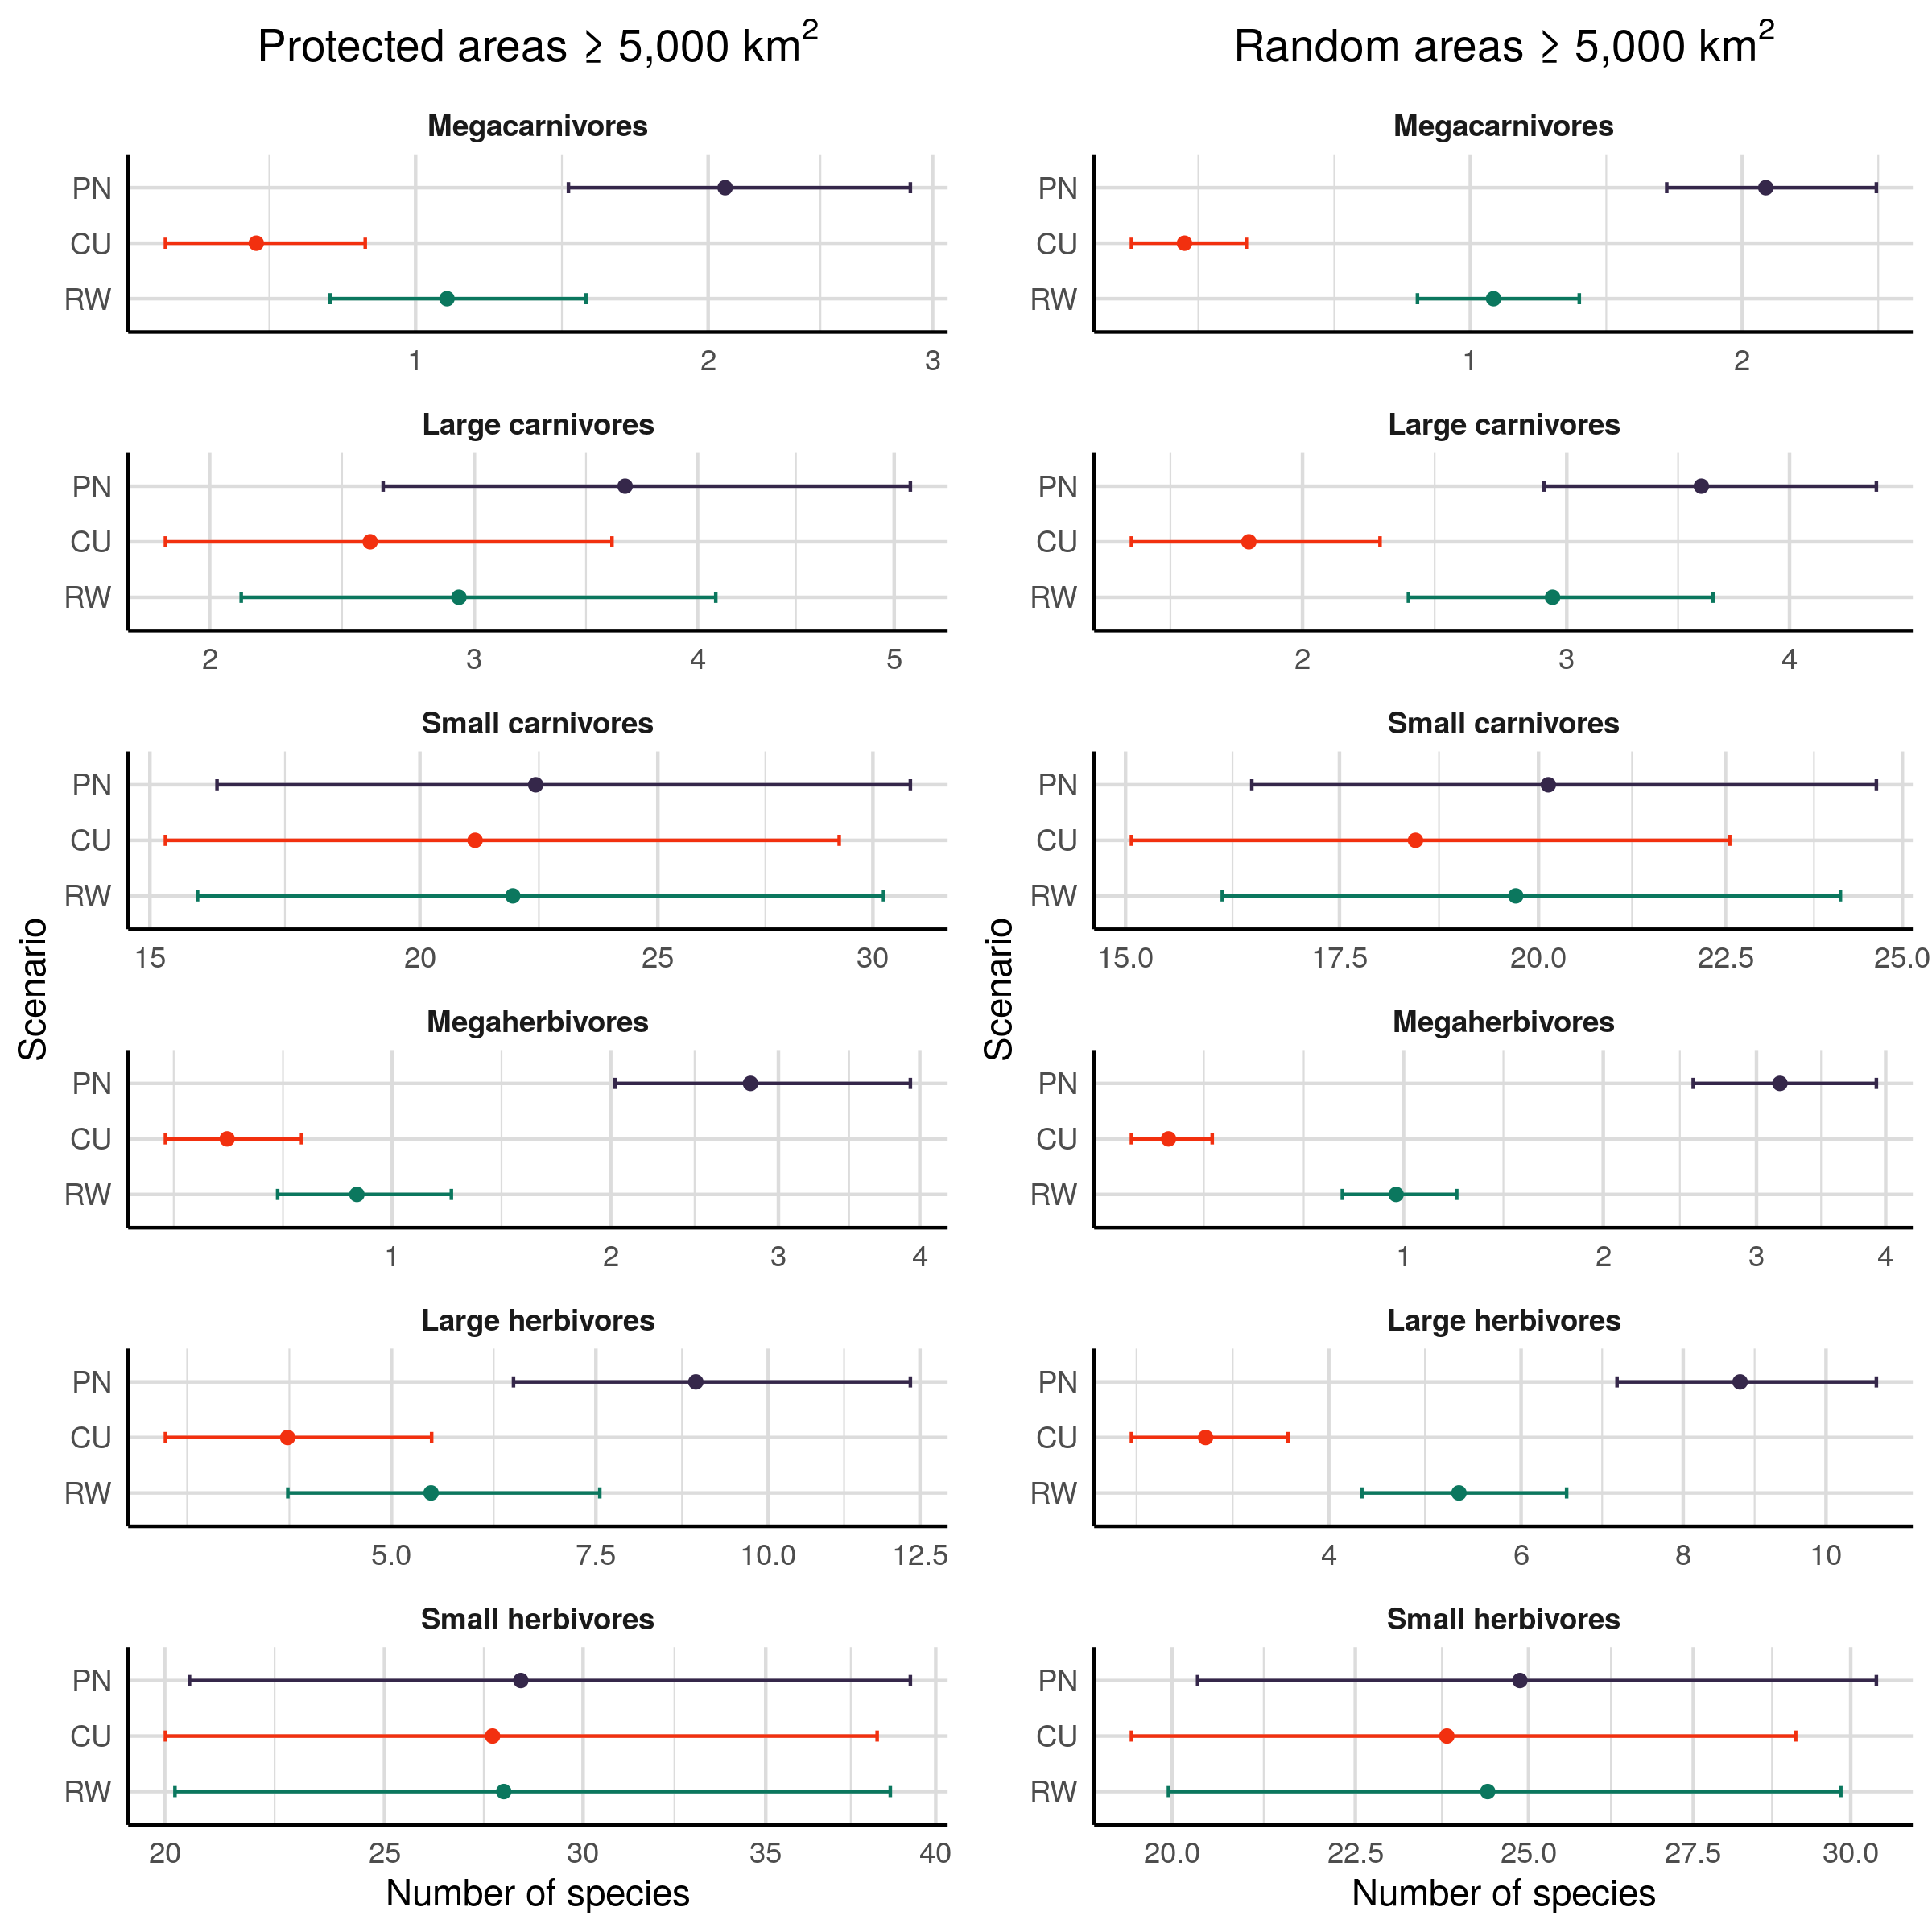 Protected areas ≥ 5,000 km²
Megacarnivores
PN
CU
RW
1 2 3
Large carnivores
PN
CU
RW
2 3 4 5
Small carnivores
PN
CU
RW
15 20 25 30
Megaherbivores
PN
CU
RW
1 2 3 4
Large herbivores
PN
CU
RW
5.0 7.5 10.0 12.5
Small herbivores
PN
CU
RW
20 25 30 35 40
Scenario
Number of species
Random areas ≥ 5,000 km²
Megacarnivores
PN
CU
RW
1 2
Large carnivores
PN
CU
RW
2 3 4
Small carnivores
PN
CU
RW
15.0 17.5 20.0 22.5 25.0
Megaherbivores
PN
CU
RW
1 2 3 4
Large herbivores
PN
CU
RW
4 6 8 10
Small herbivores
PN
CU
RW
20.0 22.5 25.0 27.5 30.0
Scenario
Number of species